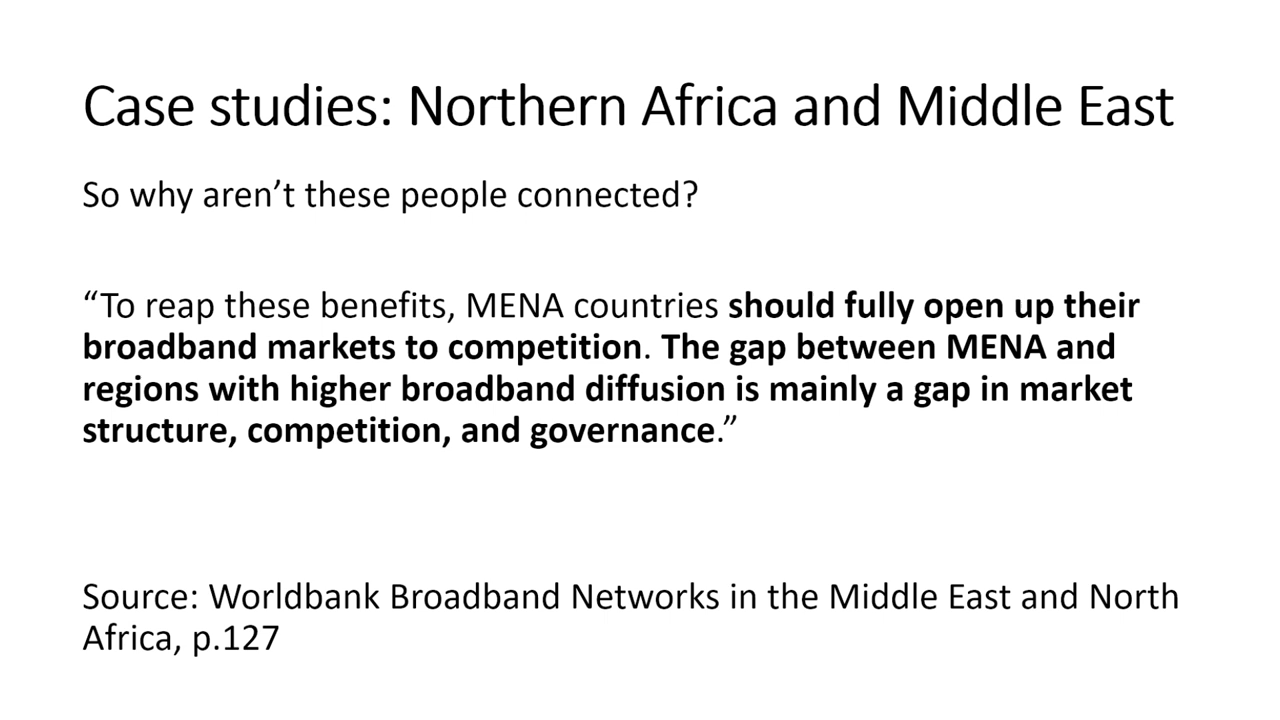 Case studies: Northern Africa and Middle East
So why aren’t these people connected?
“To reap these benefits, MENA countries should fully open up their
broadband markets to competition. The gap between MENA and
regions with higher broadband diffusion is mainly a gap in market
structure, competition, and governance.”
Source: Worldbank Broadband Networks in the Middle East and North
Africa, p.127